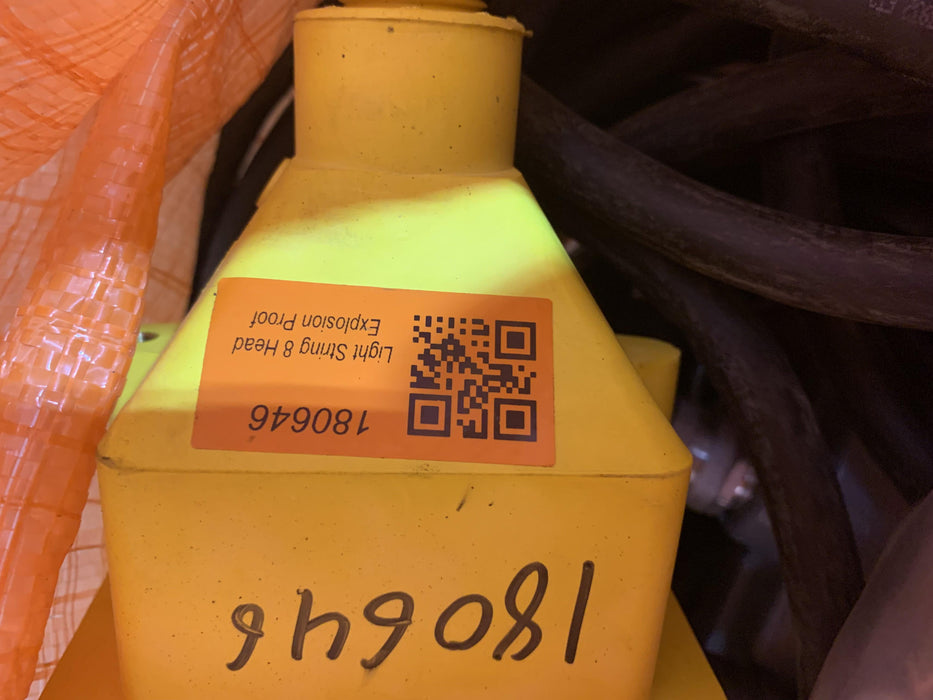 180646
Light String 8 Head
Explosion Proof
180646